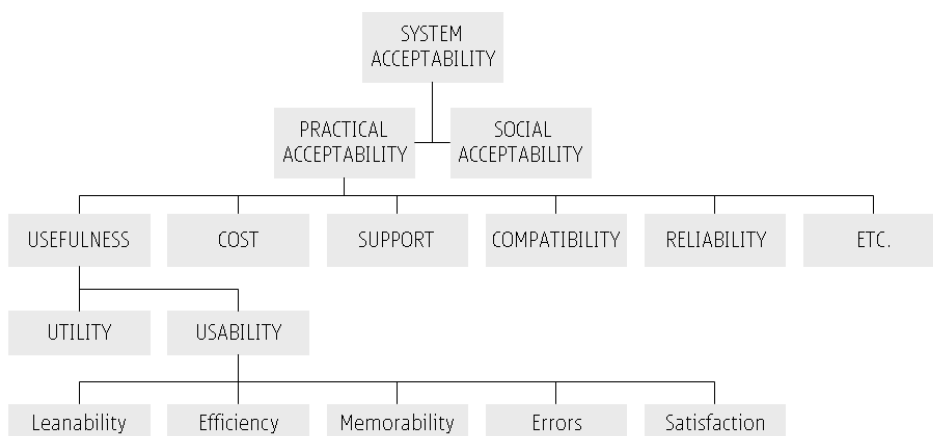 SYSTEM
ACCEPTABILITY
PRACTICAL
ACCEPTABILITY
SOCIAL
ACCEPTABILITY
USEFULNESS
COST
SUPPORT
COMPATIBILITY
RELIABILITY
ETC.
UTILITY
USABILITY
Leanability
Efficiency
Memorability
Errors
Satisfaction